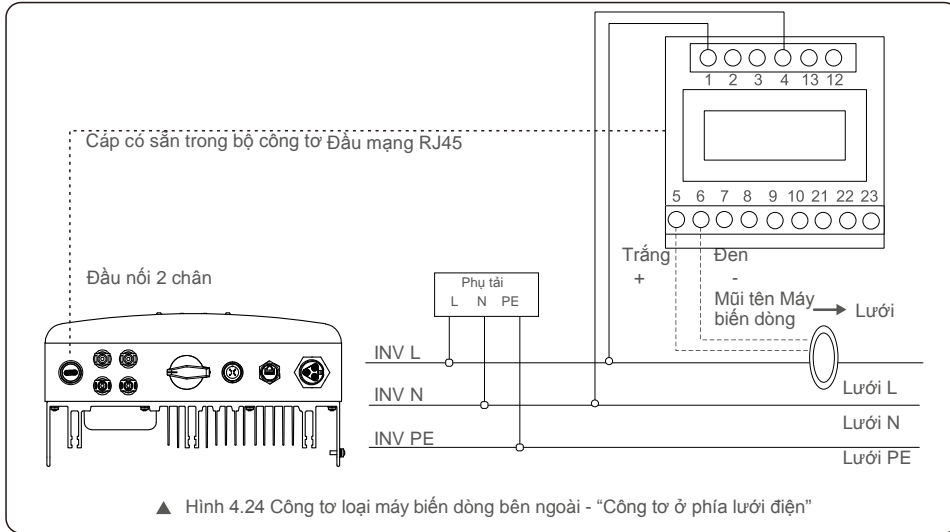 1 2 3 4 13 12
Cáp có sẵn trong bộ công tơ Đầu mạng RJ45
5 6 7 8 9 10 21 22 23
Trắng Đen
+ -
Đầu nối 2 chân
Phụ tải
L N PE
Mũi tên Máy
biến dòng
Lưới
INV L
Lưới L
INV N
Lưới N
INV PE
Lưới PE
▲ Hình 4.24 Công tơ loại máy biến dòng bên ngoài - “Công tơ ở phía lưới điện”